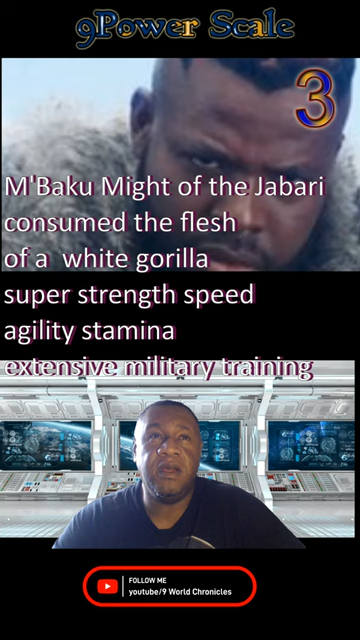 9Power Scale
3
M'Baku Might of the Jabari
consumed the flesh
of a white gorilla
super strength speed
agility stamina
extensive military training
FOLLOW ME
youtube/9 World Chronicles